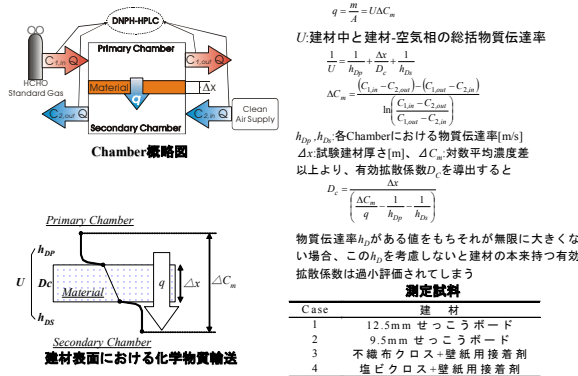 DNPH-HPLC
Primary Chamber
C1,in Q
C1,out Q
HCHO
Standard Gas
Material
Δx
q
C2,out Q
C2,in Q
Clean
Air Supply
Secondary Chamber
Chamber概略図
Primary Chamber
hDP
U
Dc
Material
q
△x
△Cm
hDS
Secondary Chamber
建材表面における化学物質輸送
q = m/A = UΔCm
U:建材中と建材-空気相の総括物質伝達率
1/U = 1/hDp + Δx/Dc + 1/hDs
ΔCm = ((C1,in − C2,out) − (C1,out − C2,in)) / ln((C1,in − C2,out)/(C1,out − C2,in))
hDp ,hDs:各Chamberにおける物質伝達率[m/s]
Δx:試験建材厚さ[m]、ΔCm:対数平均濃度差
以上より、有効拡散係数Dcを導出すると
Dc = Δx / (ΔCm/q − 1/hDp − 1/hDs)
物質伝達率hDがある値をもちそれが無限に大きくな
い場合、このhDを考慮しないと建材の本来持つ有効
拡散係数は過小評価されてしまう
測定試料
Case 建 材
1 12.5mm せっこうボード
2 9.5mm せっこうボード
3 不織布クロス+壁紙用接着剤
4 塩ビクロス+壁紙用接着剤